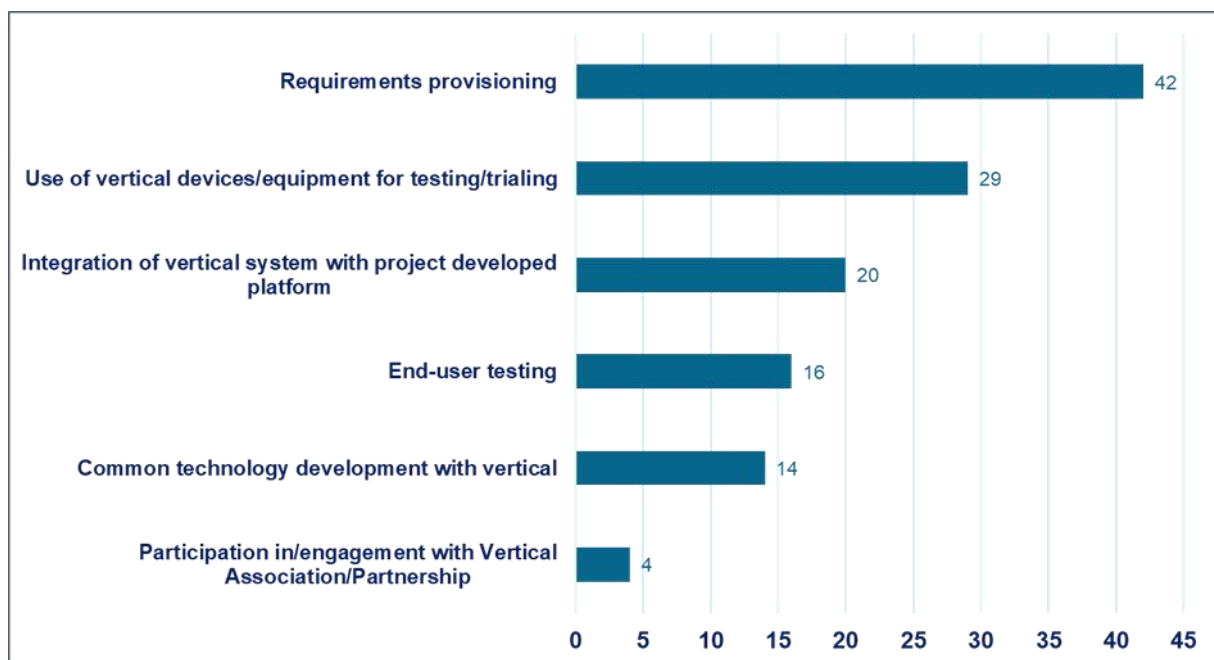 Requirements provisioning
42
Use of vertical devices/equipment for testing/trialing
29
Integration of vertical system with project developed
platform
20
End-user testing
16
Common technology development with vertical
14
Participation in/engagement with Vertical
Association/Partnership
4
0 5 10 15 20 25 30 35 40 45